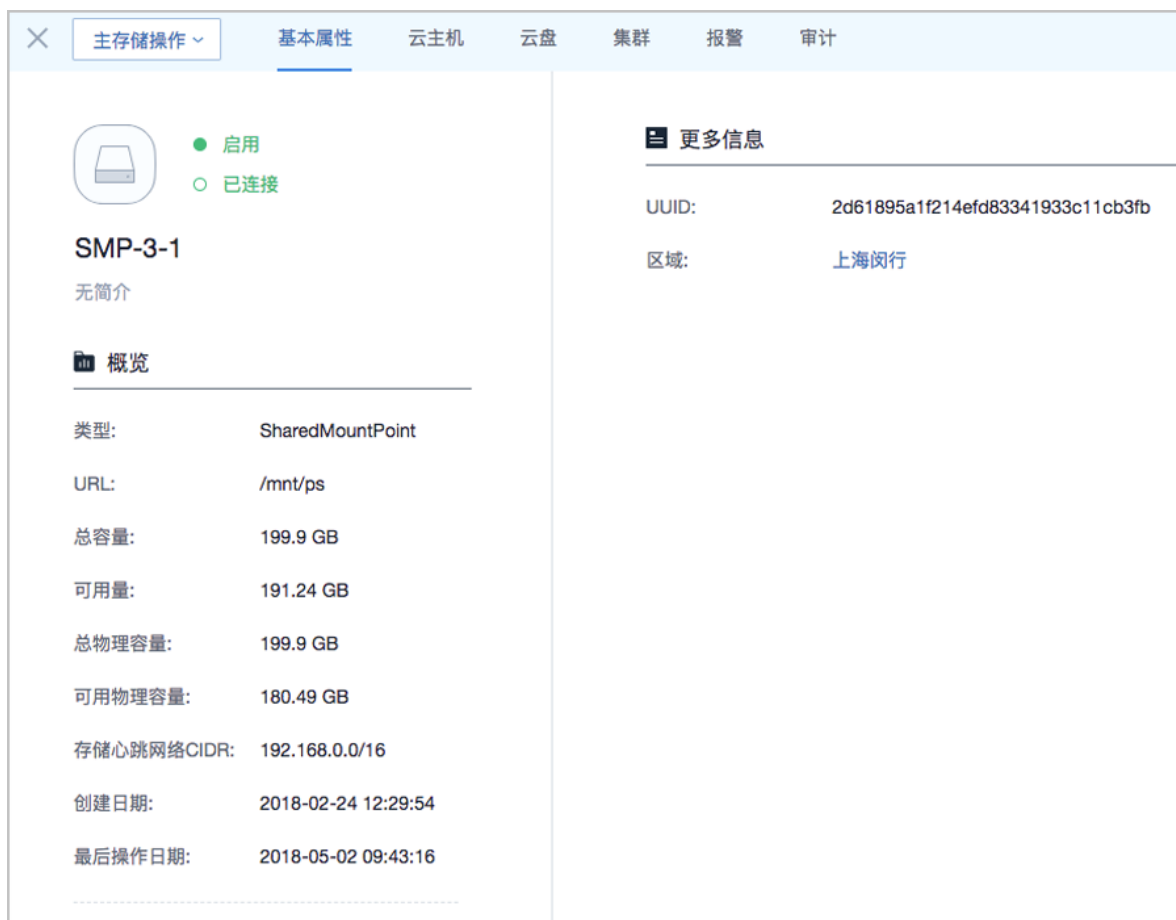 主存储操作 基本属性 云主机 云盘 集群 报警 审计
启用
已连接
SMP-3-1
无简介
概览
类型: SharedMountPoint
URL: /mnt/ps
总容量: 199.9 GB
可用量: 191.24 GB
总物理容量: 199.9 GB
可用物理容量: 180.49 GB
存储心跳网络CIDR: 192.168.0.0/16
创建日期: 2018-02-24 12:29:54
最后操作日期: 2018-05-02 09:43:16
更多信息
UUID: 2d61895a1f214efd83341933c11cb3fb
区域: 上海闵行